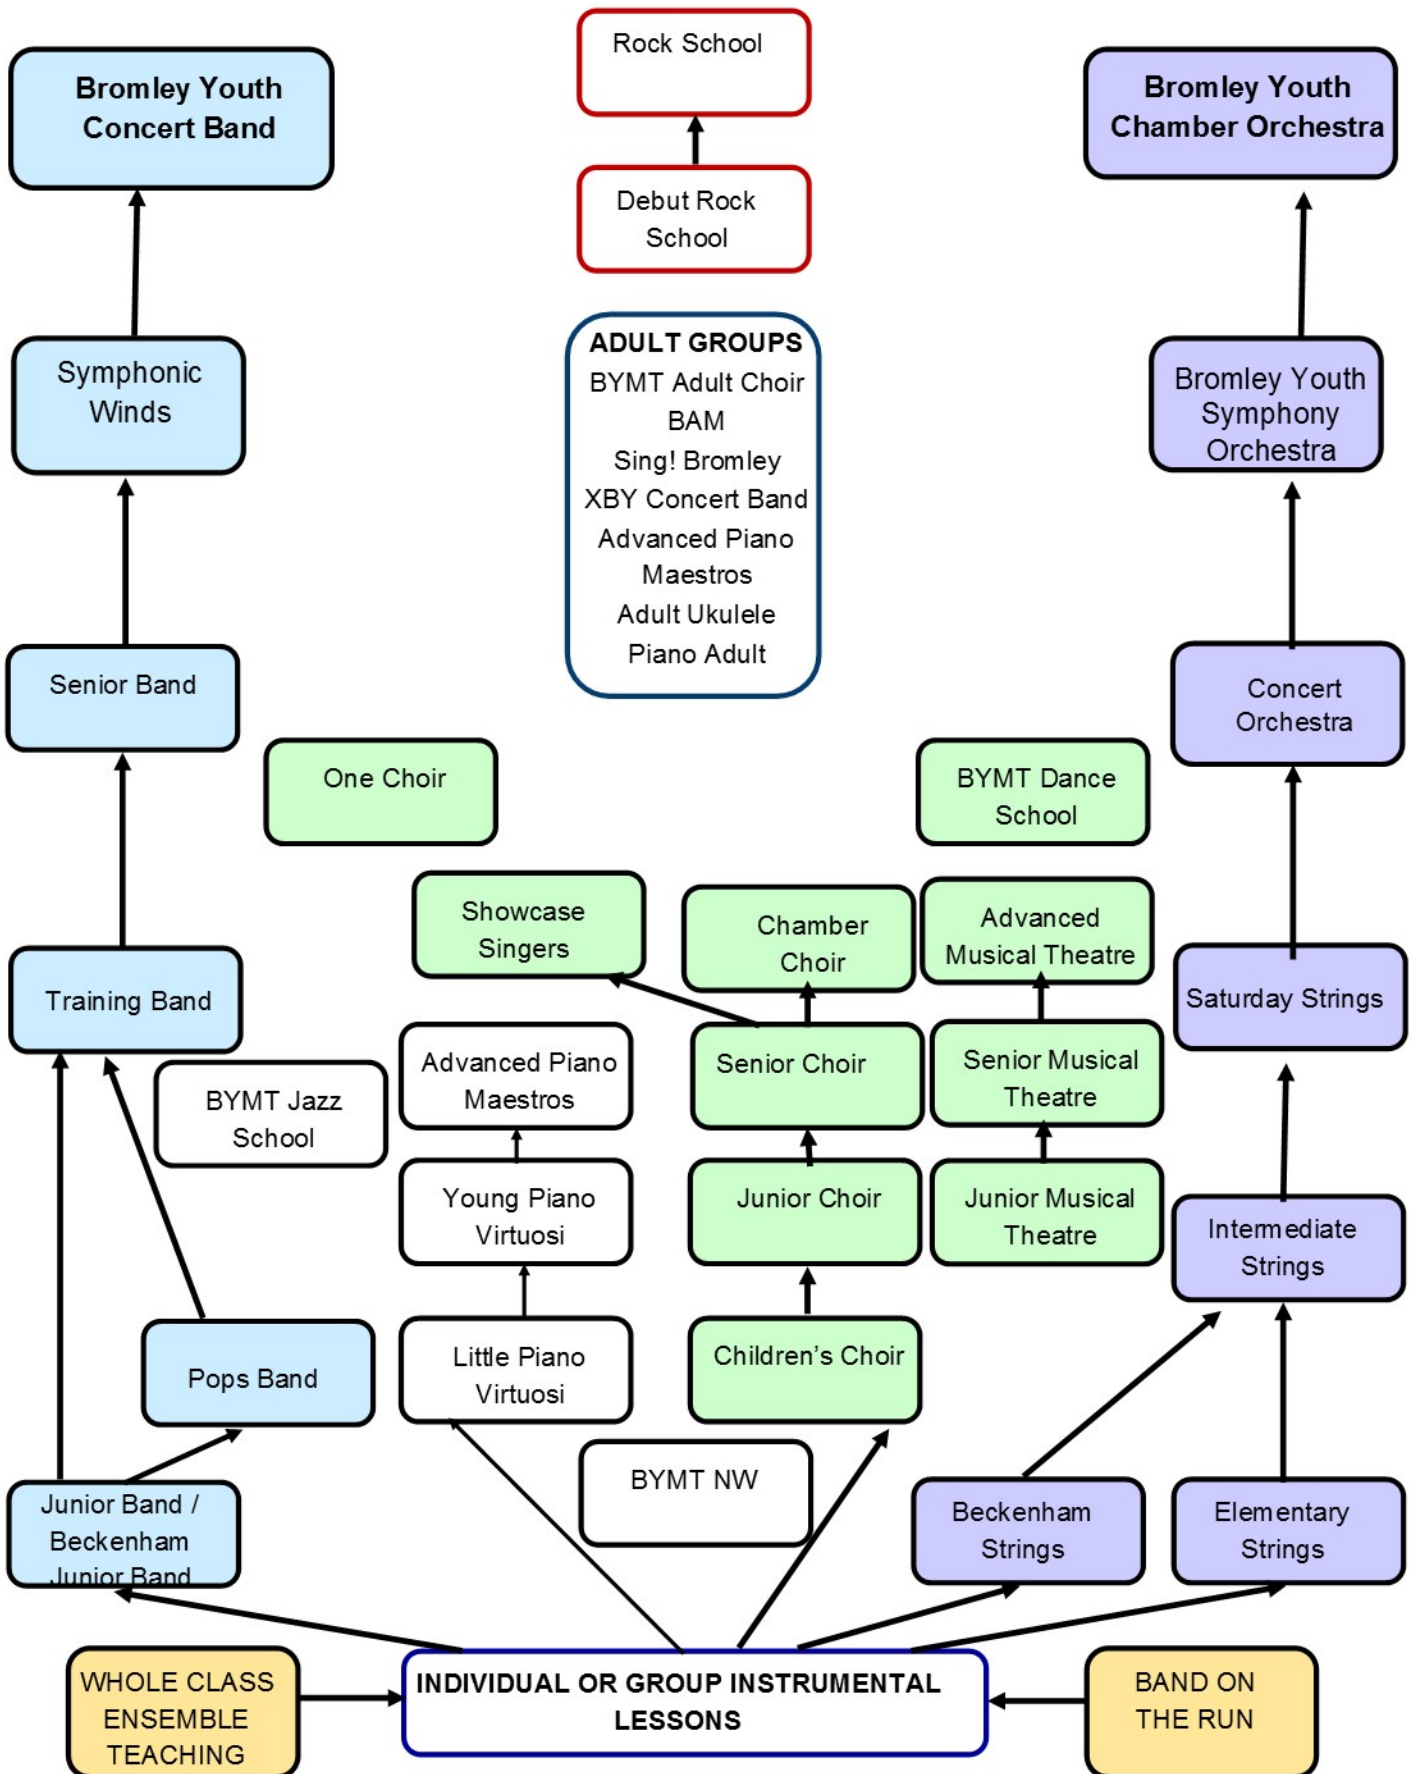 Rock School
Bromley Youth
Concert Band
Bromley Youth
Chamber Orchestra
Debut Rock
School
ADULT GROUPS
BYMT Adult Choir
BAM
Sing! Bromley
XBY Concert Band
Advanced Piano
Maestros
Adult Ukulele
Piano Adult
Symphonic
Winds
Bromley Youth
Symphony
Orchestra
Senior Band
Concert
Orchestra
One Choir
BYMT Dance
School
Showcase
Singers
Chamber
Choir
Advanced
Musical Theatre
Training Band
Saturday Strings
BYMT Jazz
School
Advanced Piano
Maestros
Senior Choir
Senior Musical
Theatre
Young Piano
Virtuosi
Junior Choir
Junior Musical
Theatre
Intermediate
Strings
Pops Band
Little Piano
Virtuosi
Children’s Choir
BYMT NW
Junior Band /
Beckenham
Junior Band
Beckenham
Strings
Elementary
Strings
WHOLE CLASS
ENSEMBLE
TEACHING
INDIVIDUAL OR GROUP INSTRUMENTAL
LESSONS
BAND ON
THE RUN